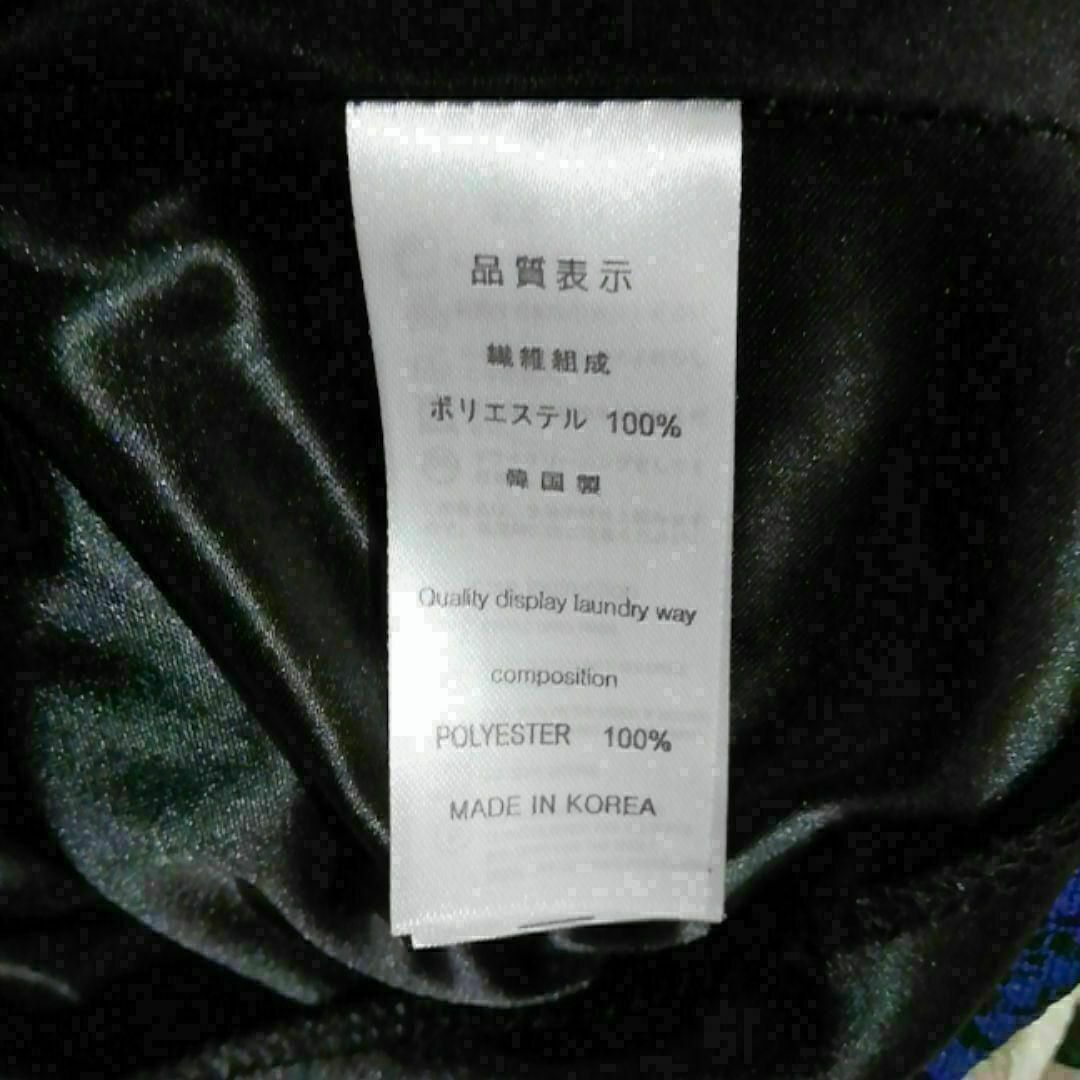 品質表示
繊維組成
ポリエステル 100%
韓国製
Quality display laundry way
composition
POLYESTER 100%
MADE IN KOREA